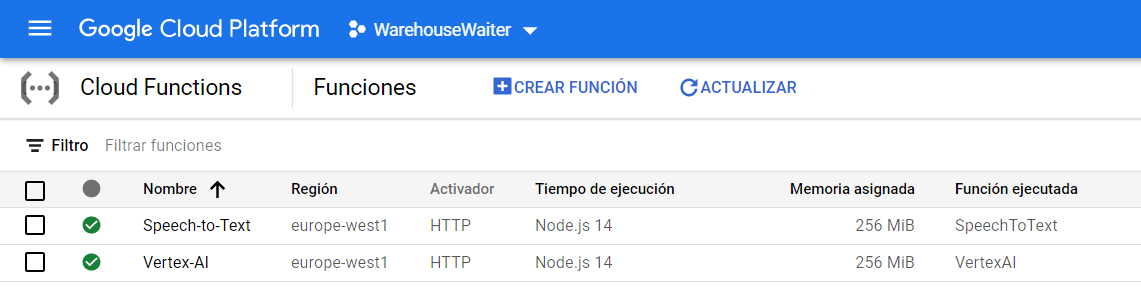 Google Cloud Platform WarehouseWaiter
Cloud Functions Funciones CREAR FUNCIÓN ACTUALIZAR
Filtro Filtrar funciones
Nombre Región Activador Tiempo de ejecución Memoria asignada Función ejecutada
Speech-to-Text europe-west1 HTTP Node.js 14 256 MiB SpeechToText
Vertex-AI europe-west1 HTTP Node.js 14 256 MiB VertexAI